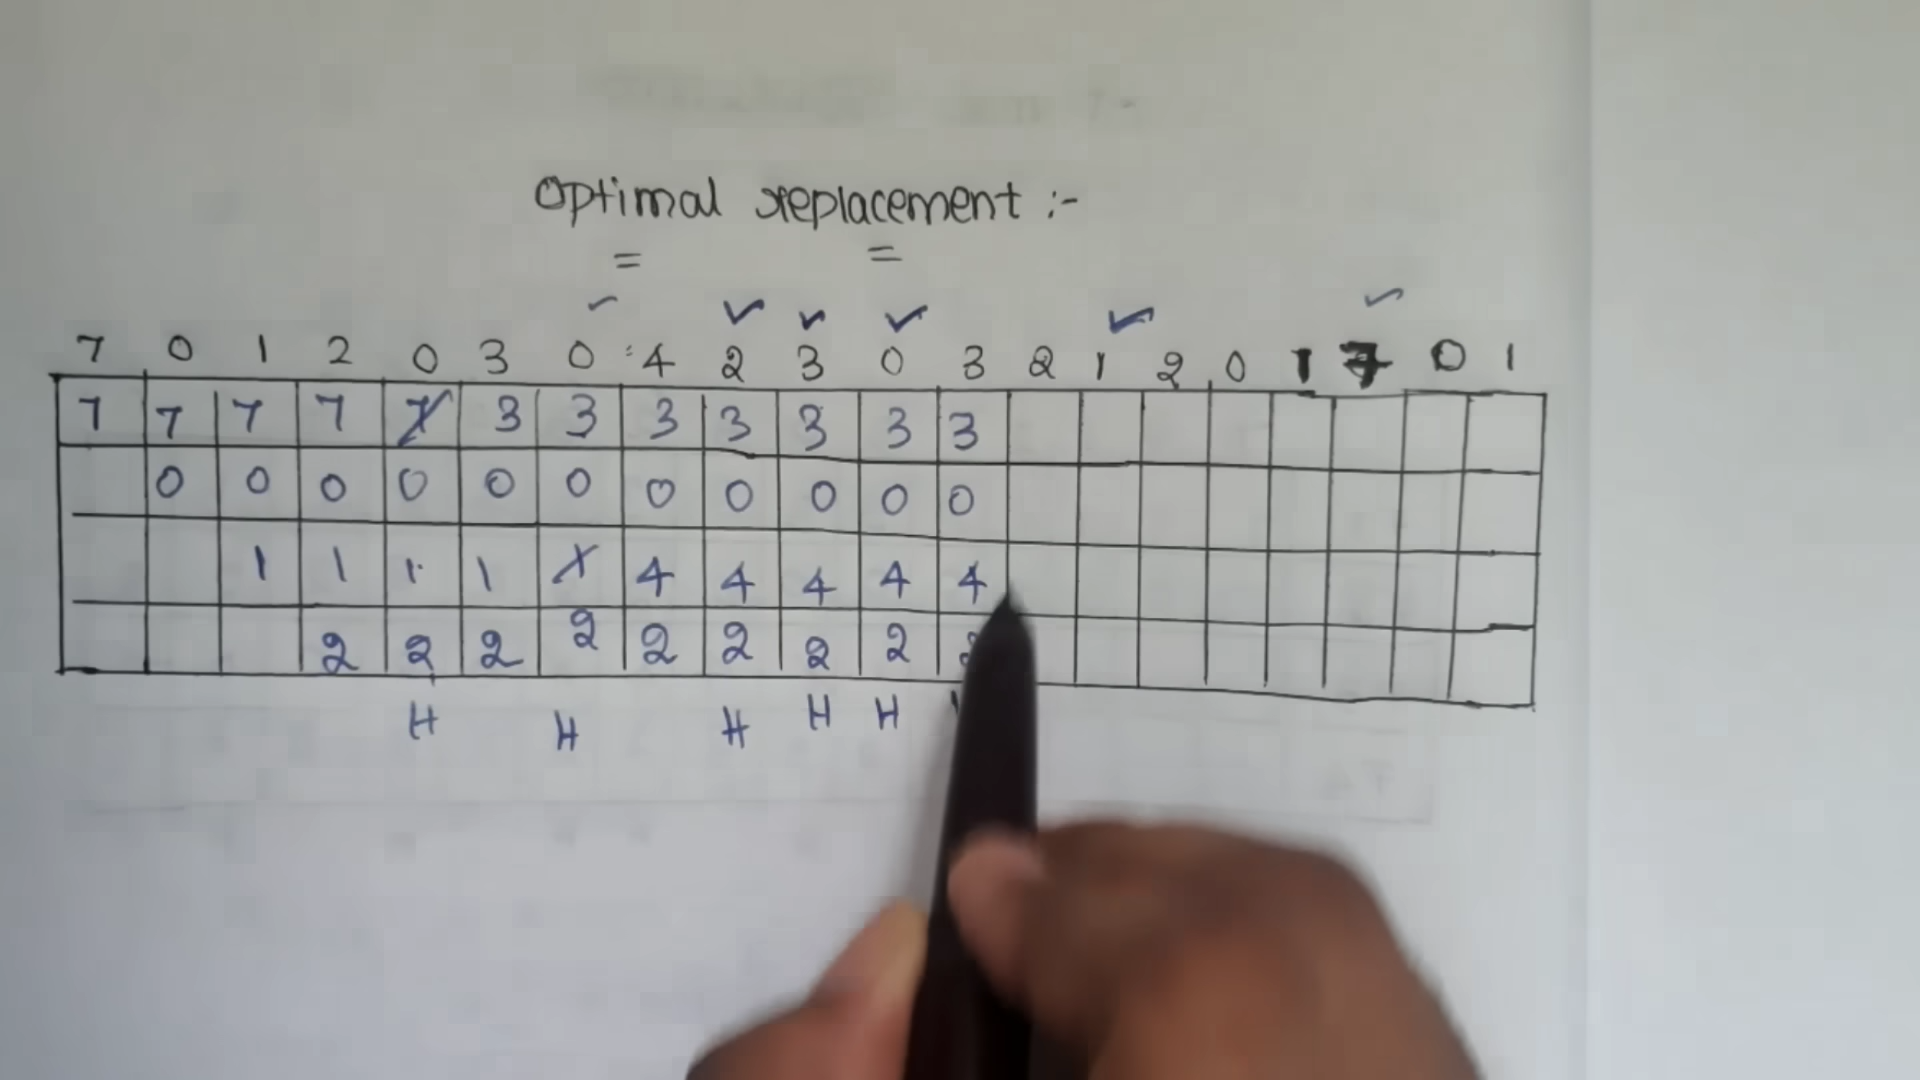 Optimal replacement :-
7 0 1 2 0 3 0 4 2 3 0 3 2 1 2 0 1 7 0 1
7 7 7 7 7 3 3 3 3 3 3 3
0 0 0 0 0 0 0 0 0 0 0
1 1 1 1 1 4 4 4 4 4
2 2 2 2 2 2 2 2
H H H H H